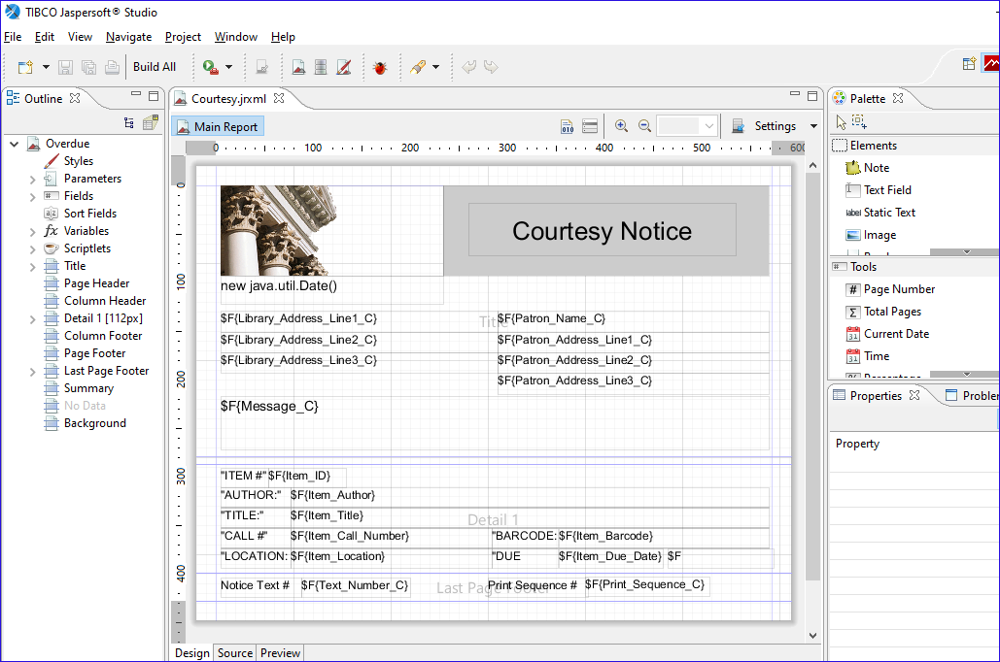 TIBCO Jaspersoft® Studio
File Edit View Navigate Project Window Help
Build All
Outline
Overdue
Styles
Parameters
Fields
Sort Fields
fx Variables
Scriptlets
Title
Page Header
Column Header
Detail 1 [112px]
Column Footer
Page Footer
Last Page Footer
Summary
No Data
Background
Courtesy.jrxml
Main Report
010
Settings
0 100 200 300 400 500 600
0
100
200
300
400
Courtesy Notice
new java.util.Date()
Title
$F{Library_Address_Line1_C} $F{Patron_Name_C}
$F{Library_Address_Line2_C} $F{Patron_Address_Line1_C}
$F{Library_Address_Line3_C} $F{Patron_Address_Line2_C}
$F{Patron_Address_Line3_C}
$F{Message_C}
"ITEM #" $F{Item_ID}
"AUTHOR:" $F{Item_Author}
"TITLE:" $F{Item_Title}
Detail 1
"CALL #" $F{Item_Call_Number} "BARCODE: $F{Item_Barcode}
"LOCATION: $F{Item_Location} "DUE $F{Item_Due_Date} $F
Notice Text # $F{Text_Number_C} Print Sequence # $F{Print_Sequence_C}
Last Page Footer
Design Source Preview
Palette
Elements
Note
Text Field
label Static Text
Image
Tools
# Page Number
Σ Total Pages
Current Date
Time
Percentage
Properties Probler
Property